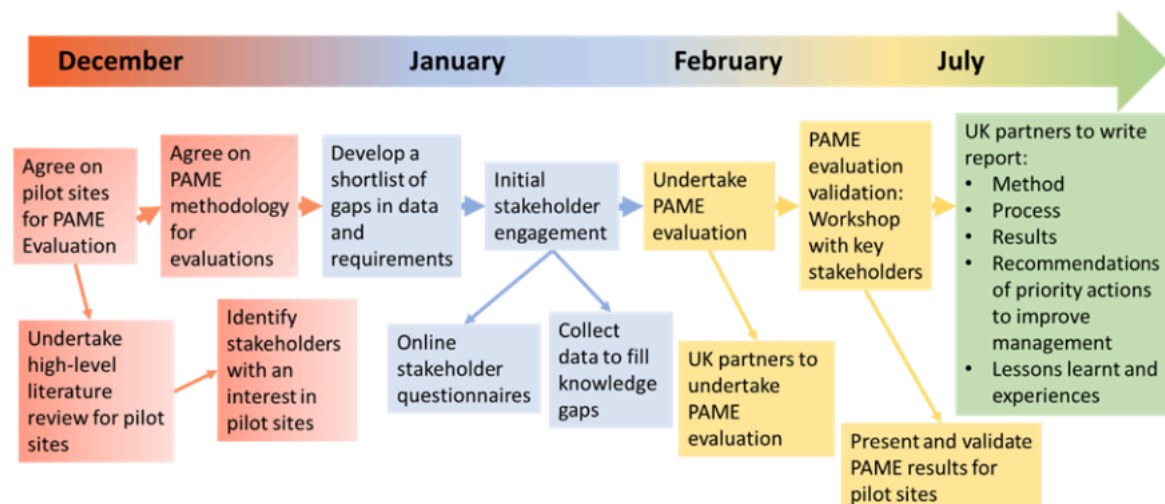 December
January
February
July
Agree on
pilot sites
for PAME
Evaluation
Agree on
PAME
methodology
for
evaluations
Develop a
shortlist of
gaps in data
and
requirements
Initial
stakeholder
engagement
Undertake
PAME
evaluation
PAME
evaluation
validation:
Workshop
with key
stakeholders
UK partners to write
report:
• Method
• Process
• Results
• Recommendations
of priority actions
to improve
management
• Lessons learnt and
experiences
Undertake
high-level
literature
review for pilot
sites
Identify
stakeholders
with an
interest in
pilot sites
Online
stakeholder
questionnaires
Collect
data to fill
knowledge
gaps
UK partners to
undertake
PAME
evaluation
Present and validate
PAME results for
pilot sites